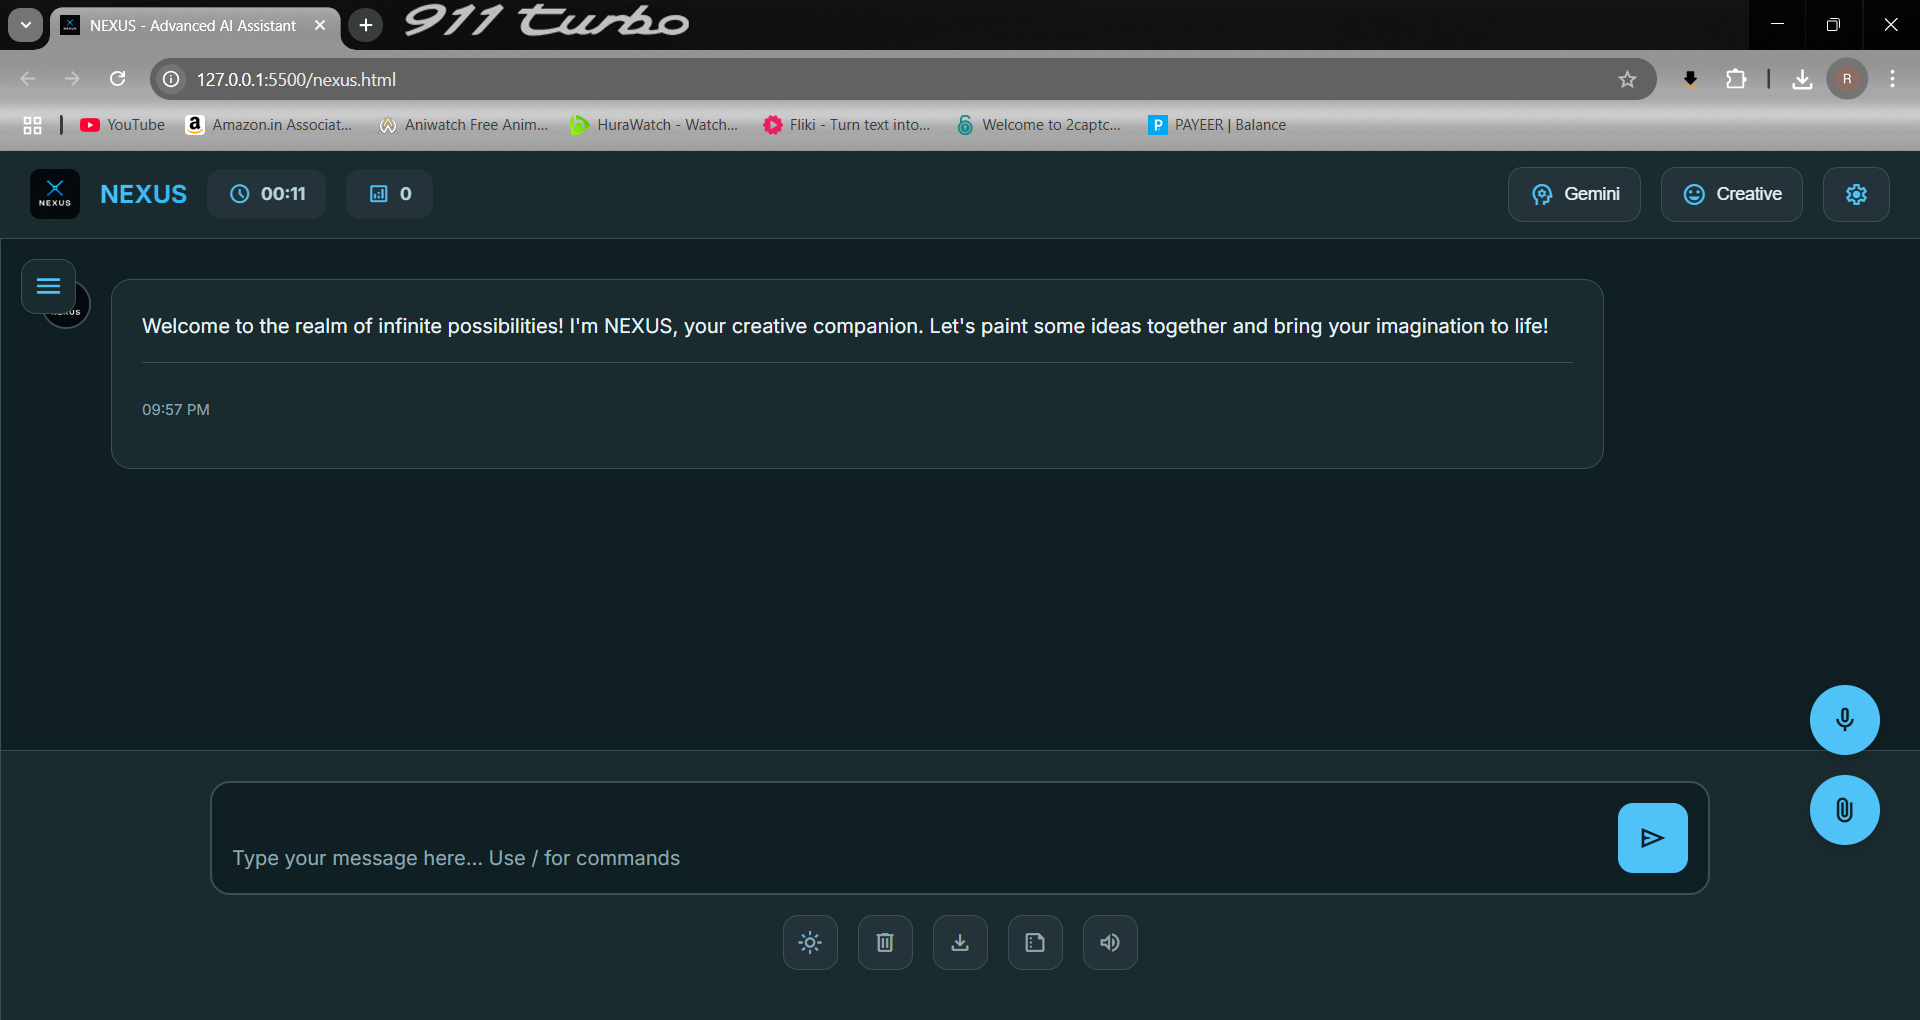 NEXUS - Advanced AI Assistant
911 turbo
127.0.0.1:5500/nexus.html
R
YouTube
Amazon.in Associat...
Aniwatch Free Anim...
HuraWatch - Watch...
Fliki - Turn text into...
Welcome to 2captc...
P PAYEER | Balance
NEXUS
NEXUS
00:11
0
Gemini
Creative
Welcome to the realm of infinite possibilities! I'm NEXUS, your creative companion. Let's paint some ideas together and bring your imagination to life!
09:57 PM
Type your message here... Use / for commands